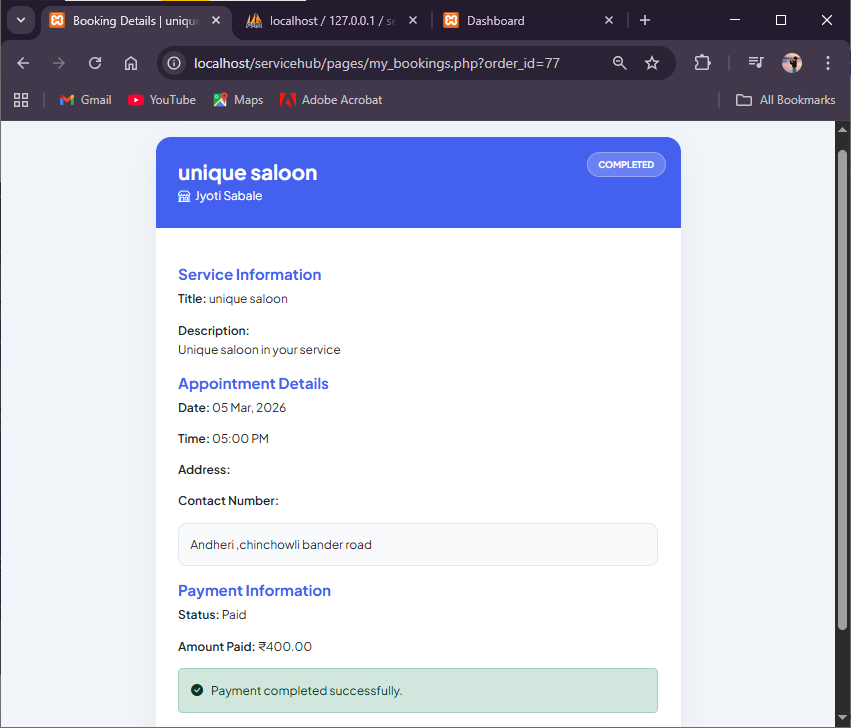 Booking Details | unique
localhost / 127.0.0.1 / se
Dashboard
localhost/servicehub/pages/my_bookings.php?order_id=77
Gmail
YouTube
Maps
Adobe Acrobat
All Bookmarks
unique saloon
COMPLETED
Jyoti Sabale
Service Information
Title: unique saloon
Description:
Unique saloon in your service
Appointment Details
Date: 05 Mar, 2026
Time: 05:00 PM
Address:
Contact Number:
Andheri ,chinchowli bander road
Payment Information
Status: Paid
Amount Paid: ₹400.00
Payment completed successfully.